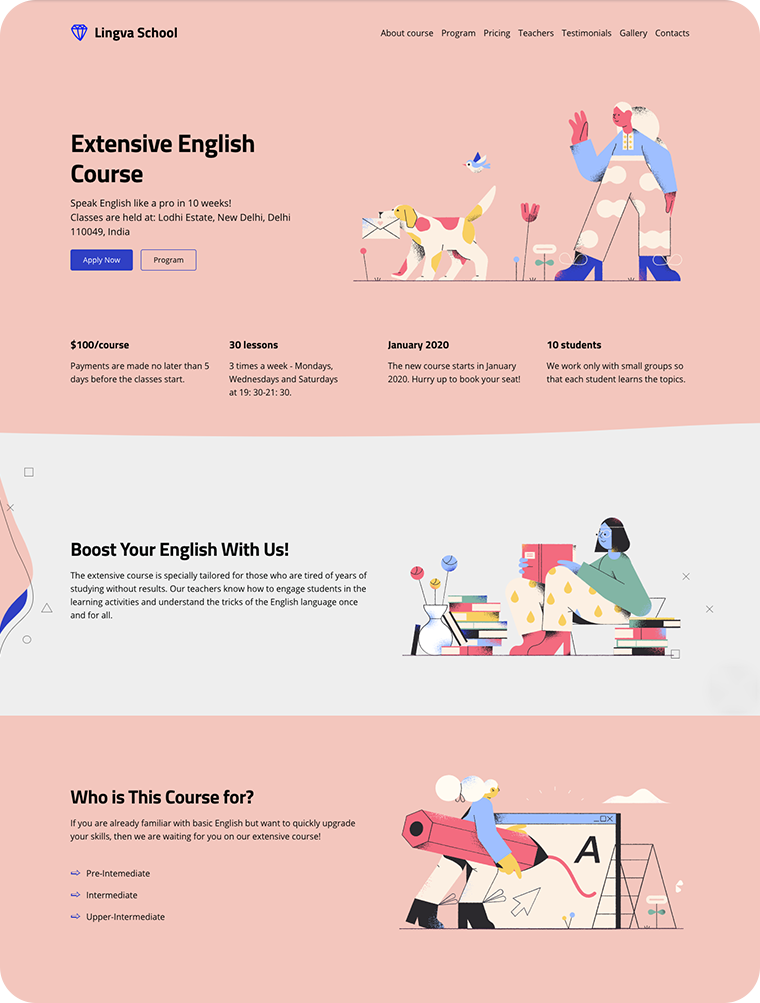 Lingva School
About course Program Pricing Teachers Testimonials Gallery Contacts
Extensive English
Course
Speak English like a pro in 10 weeks!
Classes are held at: Lodhi Estate, New Delhi, Delhi
110049, India
Apply Now
Program
$100/course
Payments are made no later than 5
days before the classes start.
30 lessons
3 times a week - Mondays,
Wednesdays and Saturdays
at 19: 30-21: 30.
January 2020
The new course starts in January
2020. Hurry up to book your seat!
10 students
We work only with small groups so
that each student learns the topics.
Boost Your English With Us!
The extensive course is specially tailored for those who are tired of years of
studying without results. Our teachers know how to engage students in the
learning activities and understand the tricks of the English language once
and for all.
Who is This Course for?
If you are already familiar with basic English but want to quickly upgrade
your skills, then we are waiting for you on our extensive course!
Pre-Intemediate
Intermediate
Upper-Intermediate
A